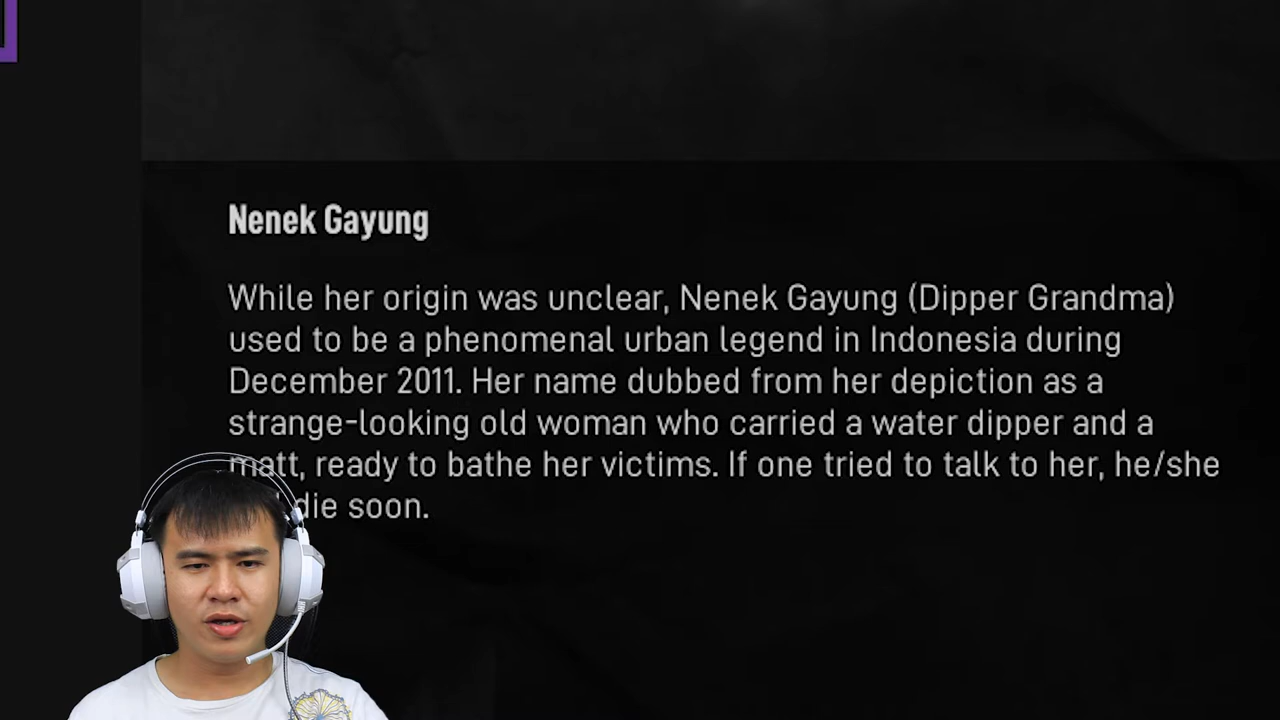 Nenek Gayung
While her origin was unclear, Nenek Gayung (Dipper Grandma)
used to be a phenomenal urban legend in Indonesia during
December 2011. Her name dubbed from her depiction as a
strange-looking old woman who carried a water dipper and a
matt, ready to bathe her victims. If one tried to talk to her, he/she
die soon.